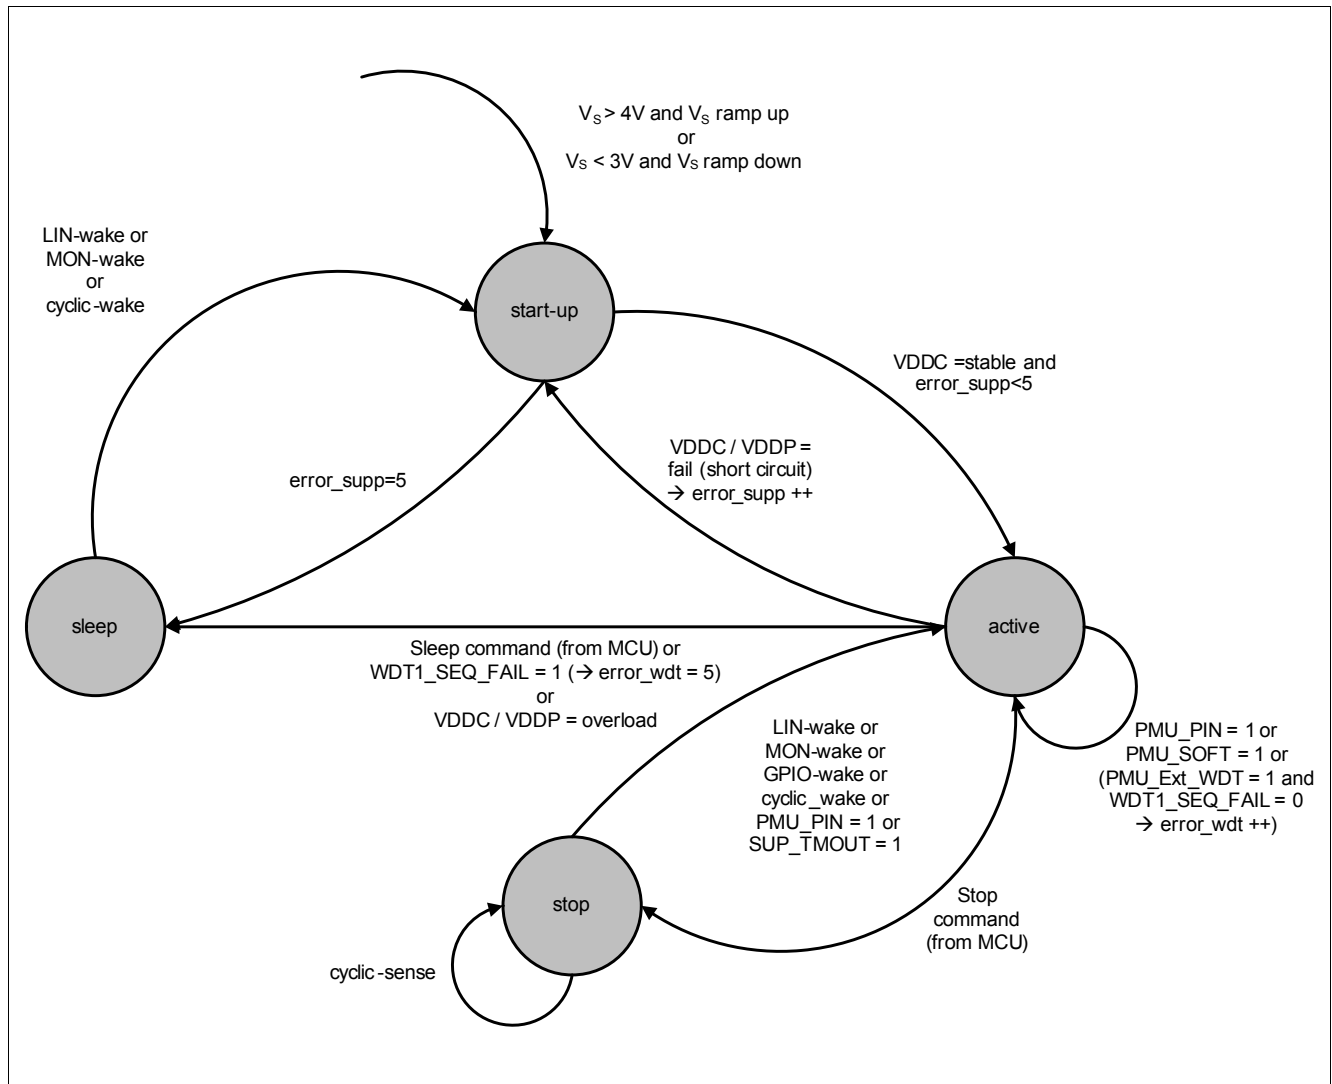 V_S > 4V and V_S ramp up
or
V_S < 3V and V_S ramp down
LIN-wake or
MON-wake
or
cyclic-wake
start-up
VDDC =stable and
error_supp<5
VDDC / VDDP =
fail (short circuit)
→ error_supp ++
error_supp=5
sleep
active
Sleep command (from MCU) or
WDT1_SEQ_FAIL = 1 (→ error_wdt = 5)
or
VDDC / VDDP = overload
LIN-wake or
MON-wake or
GPIO-wake or
cyclic_wake or
PMU_PIN = 1 or
SUP_TMOUT = 1
PMU_PIN = 1 or
PMU_SOFT = 1 or
(PMU_Ext_WDT = 1 and
WDT1_SEQ_FAIL = 0
→ error_wdt ++)
stop
Stop
command
(from MCU)
cyclic-sense